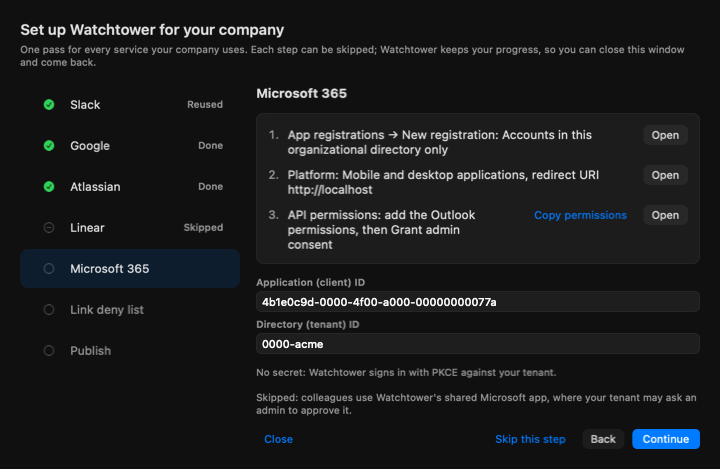 Set up Watchtower for your company
One pass for every service your company uses. Each step can be skipped; Watchtower keeps your progress, so you can close this window
and come back.
Slack Reused
Google Done
Atlassian Done
Linear Skipped
Microsoft 365
Link deny list
Publish
Microsoft 365
1. App registrations → New registration: Accounts in this
organizational directory only
Open
2. Platform: Mobile and desktop applications, redirect URI
http://localhost
Open
3. API permissions: add the Outlook
permissions, then Grant admin
consent
Copy permissions Open
Application (client) ID
4b1e0c9d-0000-4f00-a000-00000000077a
Directory (tenant) ID
0000-acme
No secret: Watchtower signs in with PKCE against your tenant.
Skipped: colleagues use Watchtower's shared Microsoft app, where your tenant may ask an
admin to approve it.
Close Skip this step Back Continue